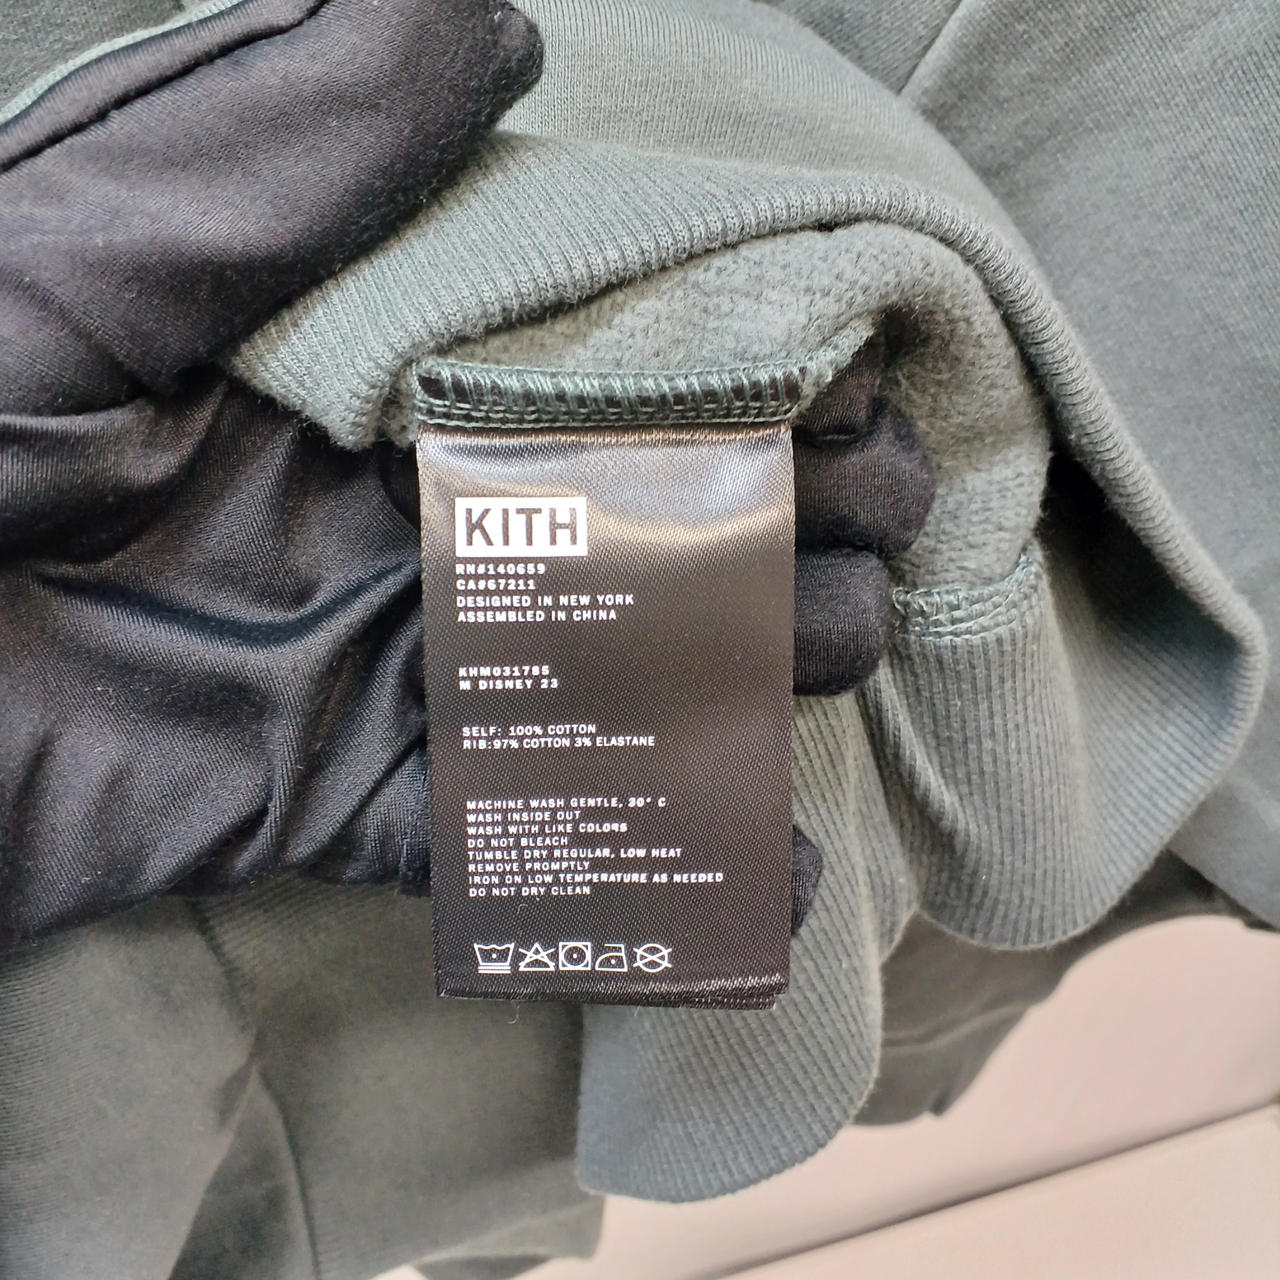 KITH
RN#140659
CA#67211
DESIGNED IN NEW YORK
ASSEMBLED IN CHINA
KHM031785
M DISNEY 23
SELF: 100% COTTON
RIB:97% COTTON 3% ELASTANE
MACHINE WASH GENTLE, 30° C
WASH INSIDE OUT
WASH WITH LIKE COLORS
DO NOT BLEACH
TUMBLE DRY REGULAR, LOW HEAT
REMOVE PROMPTLY
IRON ON LOW TEMPERATURE AS NEEDED
DO NOT DRY CLEAN